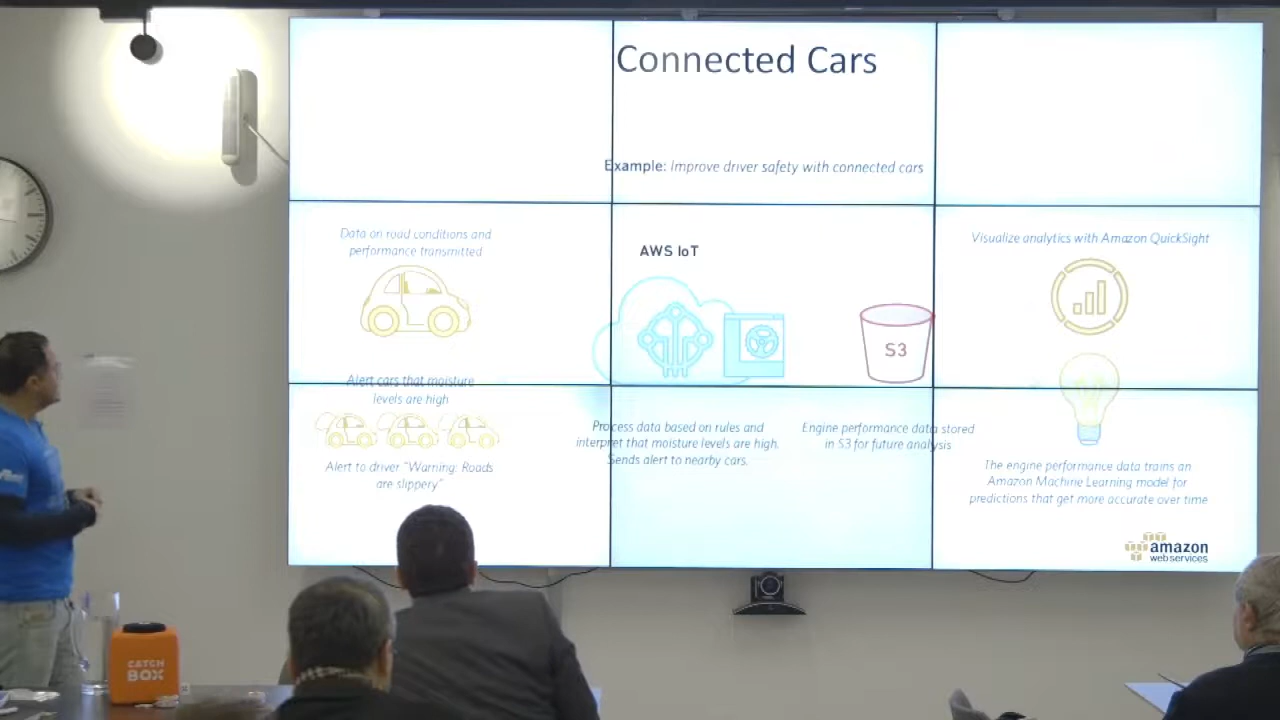 Connected Cars
Example: Improve driver safety with connected cars
Data on road conditions and
performance transmitted
AWS IoT
Visualize analytics with Amazon QuickSight
S3
Alert cars that moisture
levels are high
Process data based on rules and
interpret that moisture levels are high.
Sends alert to nearby cars.
Engine performance data stored
in S3 for future analysis
Alert to driver "Warning: Roads
are slippery"
The engine performance data trains an
Amazon Machine Learning model for
predictions that get more accurate over time
amazon
webservices
CATCH
BOX